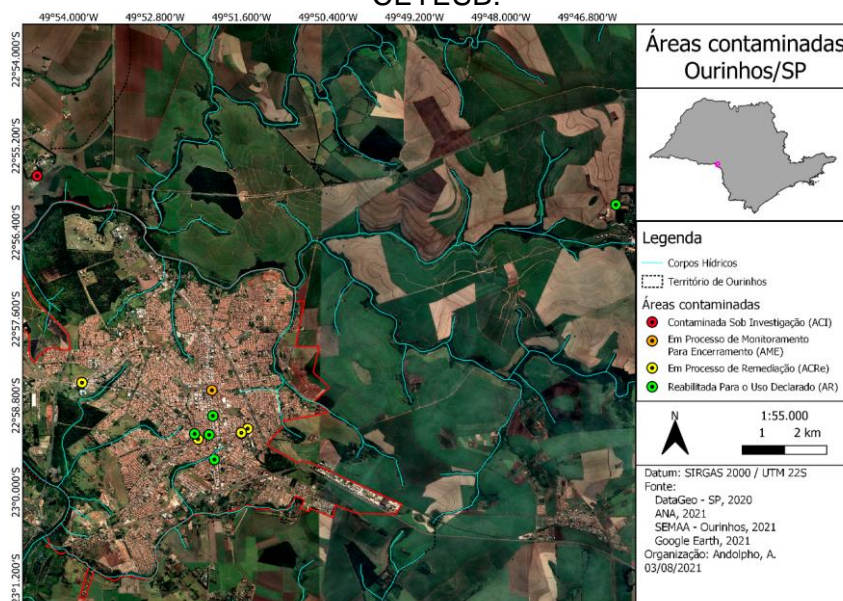 CETESB.
49°54.000'W 49°52.800'W 49°51.600'W 49°50.400'W 49°49.200'W 49°48.000'W 49°46.800'W
22°54.000'S
22°55.200'S
22°56.400'S
22°57.600'S
22°58.800'S
23°0.000'S
23°1.200'S
Áreas contaminadas
Ourinhos/SP
Legenda
Corpos Hídricos
Território de Ourinhos
Áreas contaminadas
Contaminada Sob Investigação (ACI)
Em Processo de Monitoramento
Para Encerramento (AME)
Em Processo de Remediação (ACRe)
Reabilitada Para o Uso Declarado (AR)
N
1:55.000
1 2 km
Datum: SIRGAS 2000 / UTM 22S
Fonte:
DataGeo - SP, 2020
ANA, 2021
SEMAA - Ourinhos, 2021
Google Earth, 2021
Organização: Andolpho, A.
03/08/2021